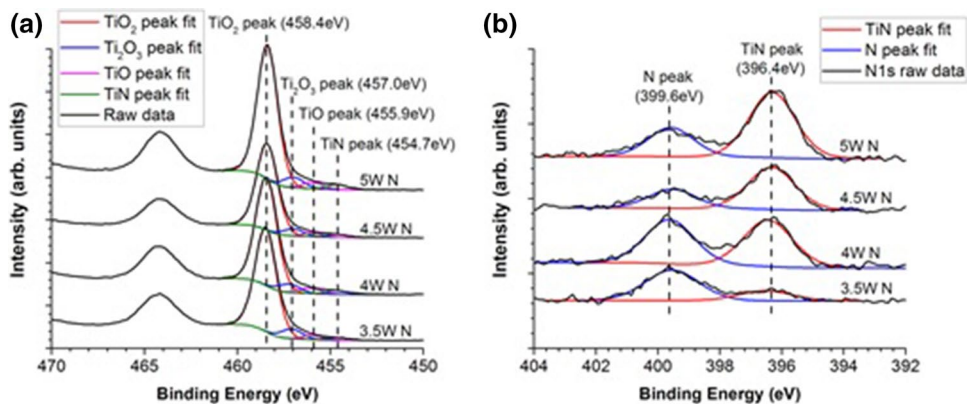 (a)
TiO₂ peak fit
Ti₂O₃ peak fit
TiO peak fit
TiN peak fit
Raw data
TiO₂ peak (458.4eV)
Ti₂O₃ peak (457.0eV)
TiO peak (455.9eV)
TiN peak (454.7eV)
5W N
4.5W N
4W N
3.5W N
Intensity (arb. units)
470
460
450
Binding Energy (eV)
(b)
TiN peak fit
N peak fit
N1s raw data
TiN peak
(396.4eV)
N peak
(399.6eV)
5W N
4.5W N
4W N
3.5W N
Intensity (arb. units)
404
402
400
398
396
394
392
Binding Energy (eV)